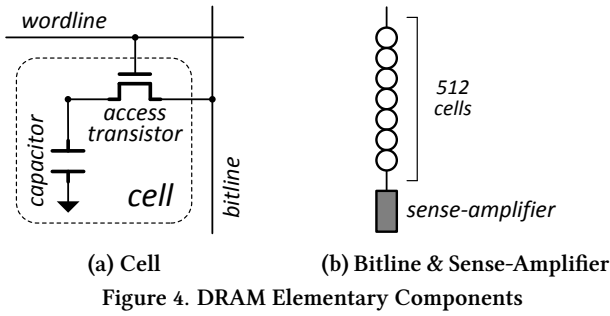 wordline
access
transistor
capacitor
cell
bitline
512
cells
sense-amplifier
(a) Cell
(b) Bitline & Sense-Amplifier
Figure 4. DRAM Elementary Components